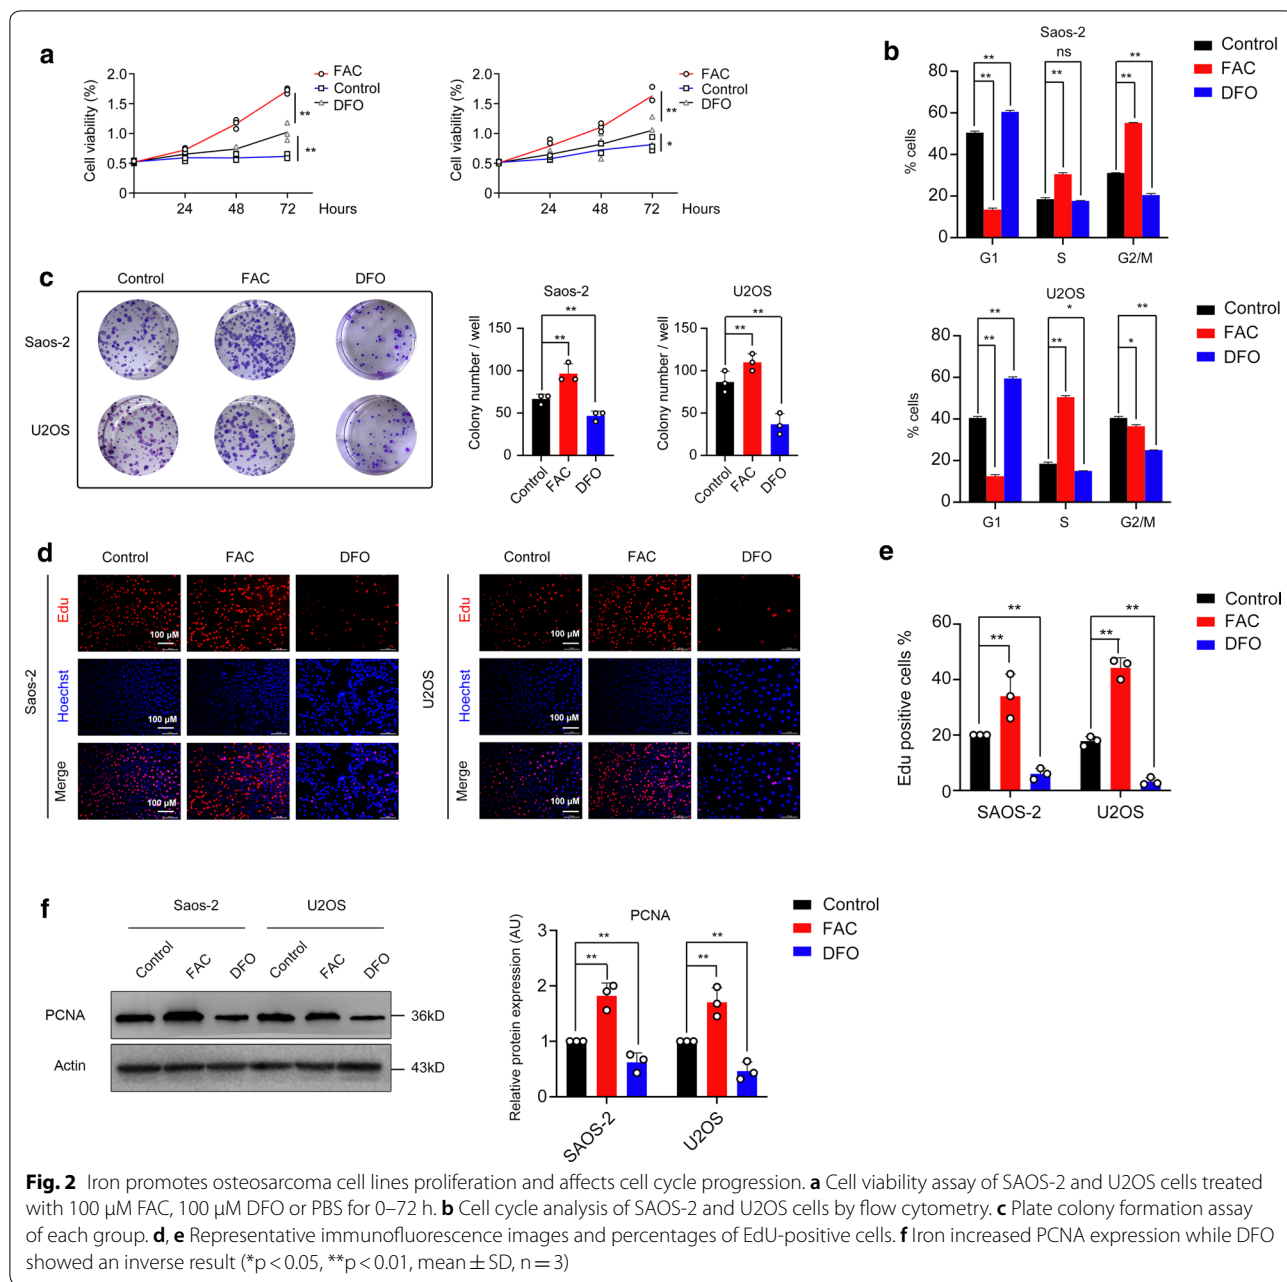 a
2.0
1.5
1.0
0.5
0
Cell viability (%)
24 48 72 Hours
FAC
Control
DFO
**
**
2.0
1.5
1.0
0.5
0
Cell viability (%)
24 48 72 Hours
FAC
Control
DFO
**
*
b
Saos-2
Control
FAC
DFO
80
60
40
20
0
% cells
**
**
ns
**
**
**
G1 S G2/M
U2OS
Control
FAC
DFO
80
60
40
20
0
% cells
**
**
*
**
**
*
G1 S G2/M
c
Control FAC DFO
Saos-2
U2OS
Saos-2
150
100
50
0
Colony number / well
**
**
Control FAC DFO
U2OS
150
100
50
0
Colony number / well
**
**
Control FAC DFO
d
Control FAC DFO
Saos-2
Edu
Hoechst
Merge
100 µM
100 µM
100 µM
Control FAC DFO
U2OS
Edu
Hoechst
Merge
100 µM
100 µM
100 µM
e
Control
FAC
DFO
60
40
20
0
Edu positive cells %
**
**
**
**
SAOS-2 U2OS
f
Saos-2 U2OS
Control FAC DFO Control FAC DFO
PCNA 36kD
Actin 43kD
PCNA
Control
FAC
DFO
3
2
1
0
Relative protein expression (AU)
**
**
**
**
SAOS-2 U2OS
Fig. 2 Iron promotes osteosarcoma cell lines proliferation and affects cell cycle progression. a Cell viability assay of SAOS-2 and U2OS cells treated
with 100 µM FAC, 100 µM DFO or PBS for 0–72 h. b Cell cycle analysis of SAOS-2 and U2OS cells by flow cytometry. c Plate colony formation assay
of each group. d, e Representative immunofluorescence images and percentages of EdU-positive cells. f Iron increased PCNA expression while DFO
showed an inverse result (*p < 0.05, **p < 0.01, mean ± SD, n = 3)